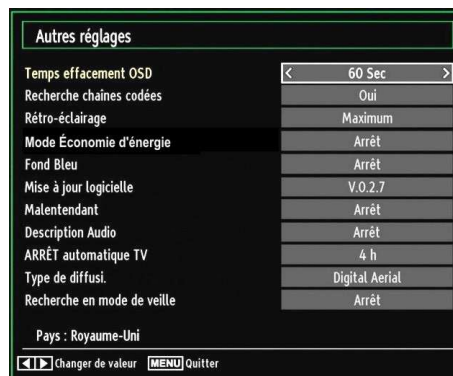 Autres réglages
Temps effacement OSD < 60 Sec >
Recherche chaînes codées Oui
Rétro-éclairage Maximum
Mode Économie d'énergie Arrêt
Fond Bleu Arrêt
Mise à jour logicielle V.0.2.7
Malentendant Arrêt
Description Audio Arrêt
ARRÊT automatique TV 4 h
Type de diffusi. Digital Aerial
Recherche en mode de veille Arrêt
Pays : Royaume-Uni
Changer de valeur MENU Quitter